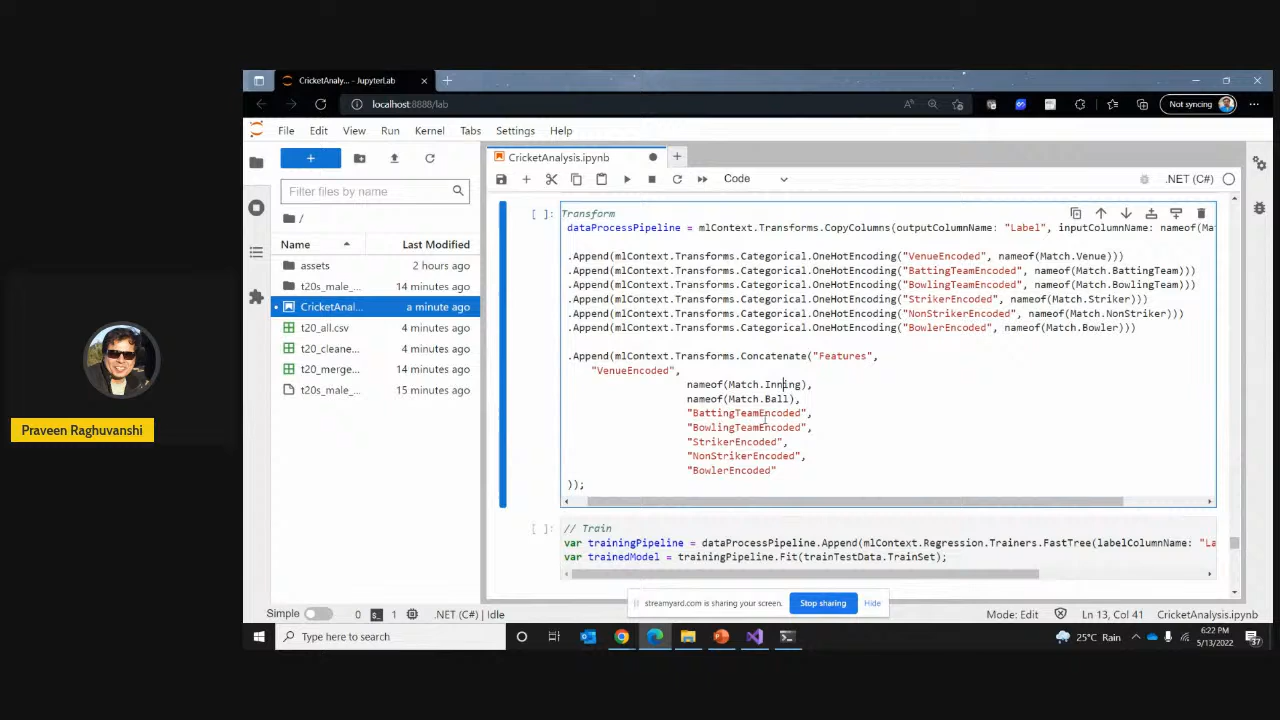 CricketAnaly... - JupyterLab
localhost:8888/lab
Not syncing
File Edit View Run Kernel Tabs Settings Help
CricketAnalysis.ipynb
Filter files by name
Code
.NET (C#)
/
Name Last Modified
assets 2 hours ago
t20s_male_... 14 minutes ago
CricketAnal... a minute ago
t20_all.csv 4 minutes ago
t20_cleane... 4 minutes ago
t20_merge... 14 minutes ago
t20s_male_... 15 minutes ago
[ ]: Transform
dataProcessPipeline = mlContext.Transforms.CopyColumns(outputColumnName: "Label", inputColumnName: nameof(Mat
.Append(mlContext.Transforms.Categorical.OneHotEncoding("VenueEncoded", nameof(Match.Venue)))
.Append(mlContext.Transforms.Categorical.OneHotEncoding("BattingTeamEncoded", nameof(Match.BattingTeam)))
.Append(mlContext.Transforms.Categorical.OneHotEncoding("BowlingTeamEncoded", nameof(Match.BowlingTeam)))
.Append(mlContext.Transforms.Categorical.OneHotEncoding("StrikerEncoded", nameof(Match.Striker)))
.Append(mlContext.Transforms.Categorical.OneHotEncoding("NonStrikerEncoded", nameof(Match.NonStriker)))
.Append(mlContext.Transforms.Categorical.OneHotEncoding("BowlerEncoded", nameof(Match.Bowler)))
.Append(mlContext.Transforms.Concatenate("Features",
"VenueEncoded",
nameof(Match.Inning),
nameof(Match.Ball),
"BattingTeamEncoded",
"BowlingTeamEncoded",
"StrikerEncoded",
"NonStrikerEncoded",
"BowlerEncoded"
));
[ ]: // Train
var trainingPipeline = dataProcessPipeline.Append(mlContext.Regression.Trainers.FastTree(labelColumnName: "La
var trainedModel = trainingPipeline.Fit(trainTestData.TrainSet);
Praveen Raghuvanshi
streamyard.com is sharing your screen. Stop sharing Hide
Simple 0 1 .NET (C#) | Idle Mode: Edit Ln 13, Col 41 CricketAnalysis.ipynb
Type here to search
25°C Rain
6:22 PM
5/13/2022
37